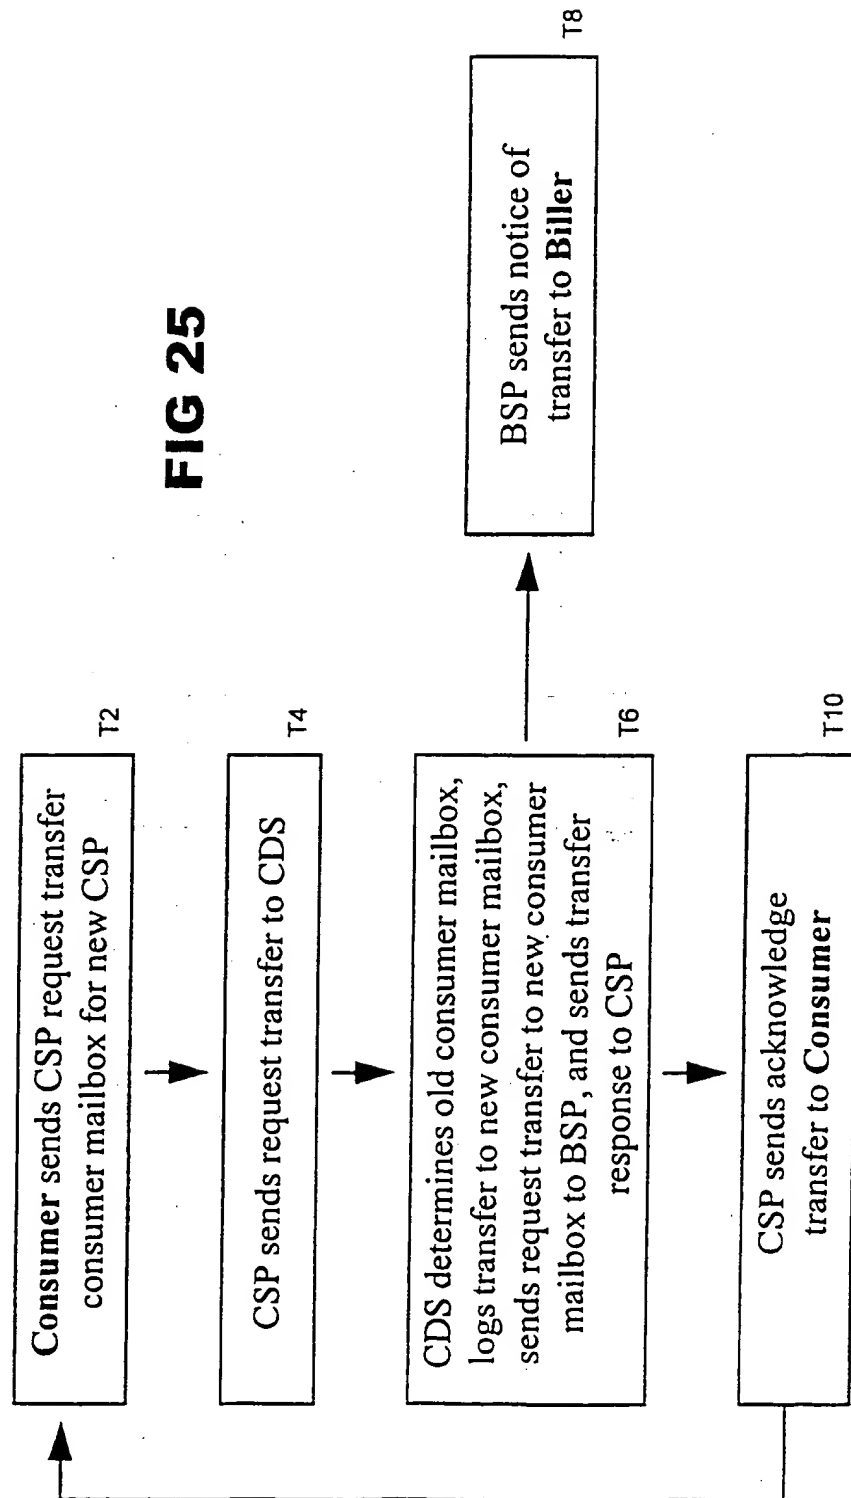 FIG 25
Consumer sends CSP request transfer
consumer mailbox for new CSP
T2
CSP sends request transfer to CDS
T4
CDS determines old consumer mailbox,
logs transfer to new consumer mailbox,
sends request transfer to new consumer
mailbox to BSP, and sends transfer
response to CSP
T6
BSP sends notice of
transfer to Biller
T8
CSP sends acknowledge
transfer to Consumer
T10